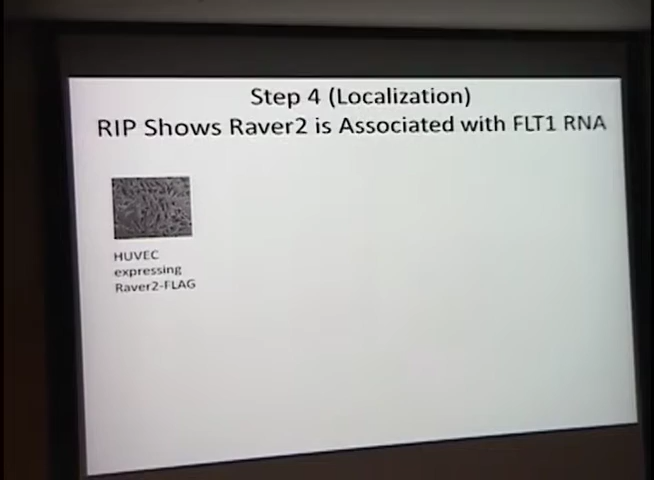 Step 4 (Localization)
RIP Shows Raver2 is Associated with FLT1 RNA
HUVEC
expressing
Raver2-FLAG